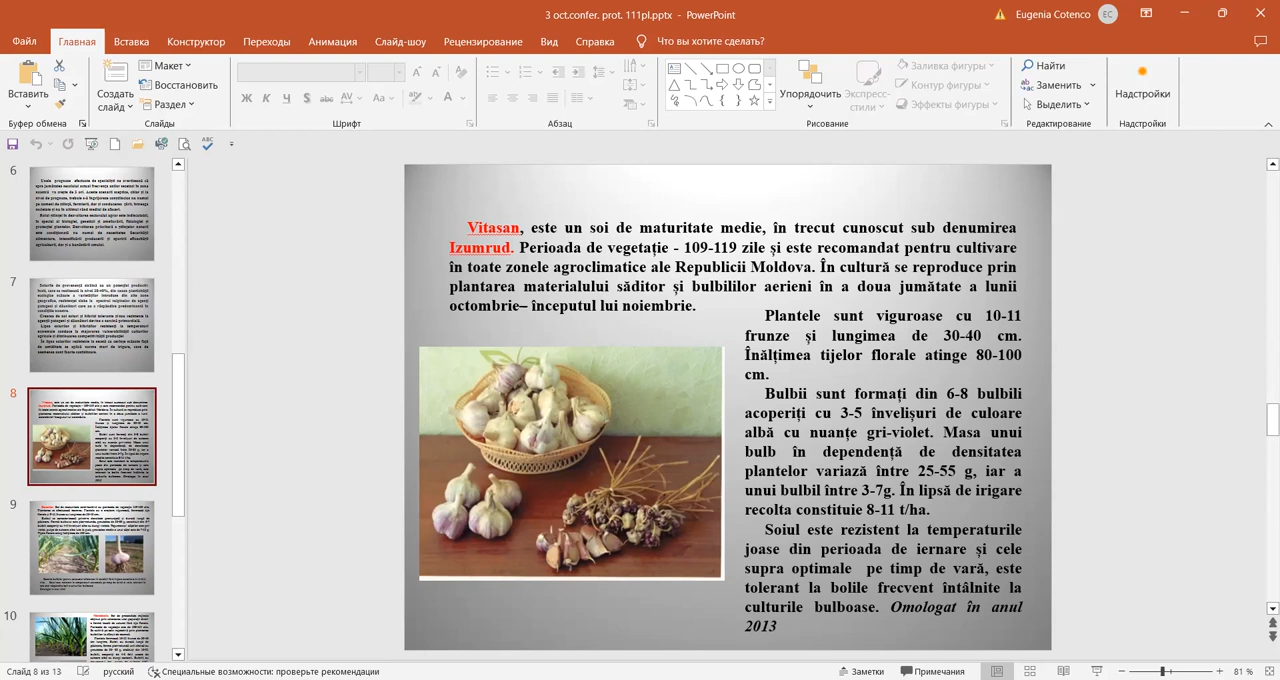 3 oct.confer. prot. 111pl.pptx - PowerPoint
Eugenia Cotenco
EC
Файл
Главная
Вставка
Конструктор
Переходы
Анимация
Слайд-шоу
Рецензирование
Вид
Справка
Что вы хотите сделать?
Вставить
Буфер обмена
Создать слайд
Макет
Восстановить
Раздел
Слайды
Шрифт
Абзац
Упорядочить
Экспресс-стили
Заливка фигуры
Контур фигуры
Эффекты фигуры
Рисование
Найти
Заменить
Выделить
Редактирование
Надстройки
Надстройки
6
7
8
9
10
Vitasan, este un soi de maturitate medie, în trecut cunoscut sub denumirea
Izumrud. Perioada de vegetație - 109-119 zile și este recomandat pentru cultivare
în toate zonele agroclimatice ale Republicii Moldova. În cultură se reproduce prin
plantarea materialului săditor și bulbililor aerieni în a doua jumătate a lunii
octombrie– începutul lui noiembrie.
Plantele sunt viguroase cu 10-11
frunze și lungimea de 30-40 cm.
Înălțimea tijelor florale atinge 80-100
cm.
Bulbii sunt formați din 6-8 bulbili
acoperiți cu 3-5 învelișuri de culoare
albă cu nuanțe gri-violet. Masa unui
bulb în dependență de densitatea
plantelor variază între 25-55 g, iar a
unui bulbil între 3-7g. În lipsă de irigare
recolta constituie 8-11 t/ha.
Soiul este rezistent la temperaturile
joase din perioada de iernare și cele
supra optimale pe timp de vară, este
tolerant la bolile frecvent întâlnite la
culturile bulboase. Omologat în anul
2013
Слайд 8 из 13
русский
Специальные возможности: проверьте рекомендации
Заметки
Примечания
81 %